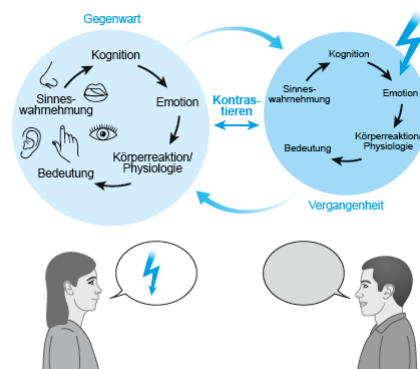 Gegenwart
Kognition
Sinnes-
wahrnehmung
Emotion
Körperreaktion/
Physiologie
Bedeutung
Kontras-
tieren
Kognition
Sinnes-
wahrnehmung
Emotion
Körperreaktion/
Physiologie
Bedeutung
Vergangenheit